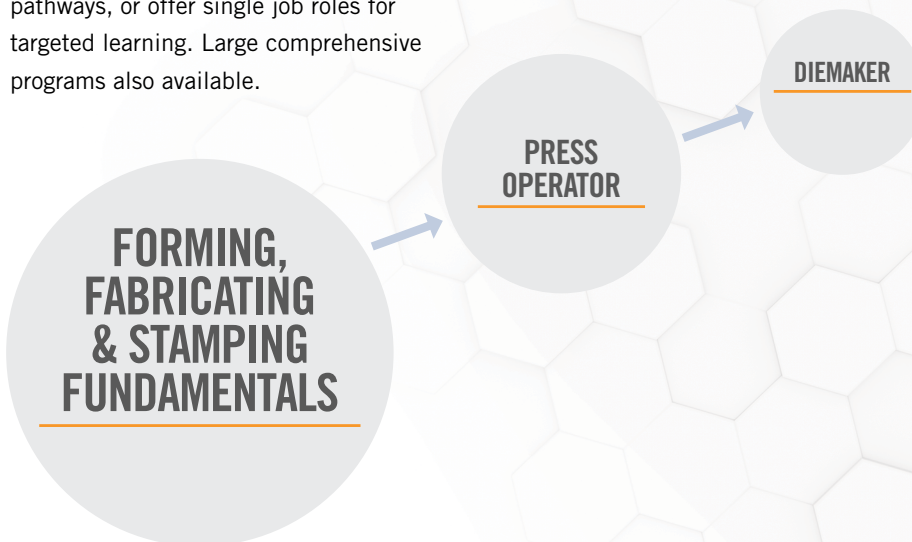 pathways, or offer single job roles for
targeted learning. Large comprehensive
programs also available.
DIEMAKER
PRESS
OPERATOR
FORMING,
FABRICATING
& STAMPING
FUNDAMENTALS